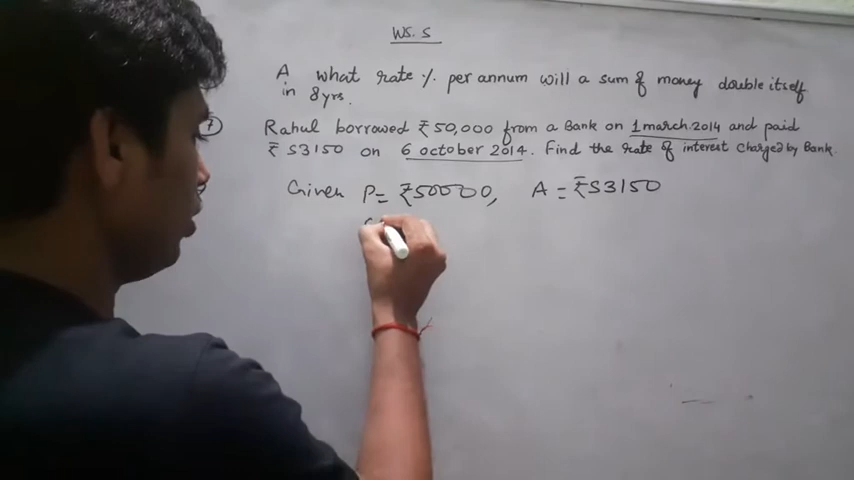 WS. 5
A what rate %. per annum will a sum of money double itself
in 8 yrs.
7) Rahul borrowed ₹ 50,000 from a Bank on 1 march. 2014 and paid
₹ 53150 on 6 october 2014. Find the rate of interest charged by Bank.
Given P = ₹50000, A = ₹53150